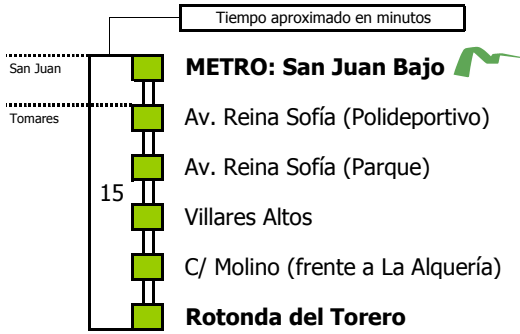 Tiempo aproximado en minutos
San Juan
METRO: San Juan Bajo
Tomares
Av. Reina Sofía (Polideportivo)
Av. Reina Sofía (Parque)
15
Villares Altos
C/ Molino (frente a La Alquería)
Rotonda del Torero